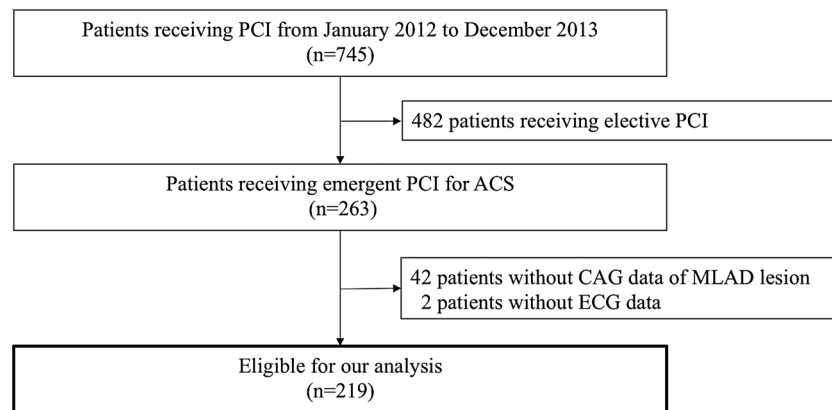 Patients receiving PCI from January 2012 to December 2013
(n=745)
482 patients receiving elective PCI
Patients receiving emergent PCI for ACS
(n=263)
42 patients without CAG data of MLAD lesion
2 patients without ECG data
Eligible for our analysis
(n=219)